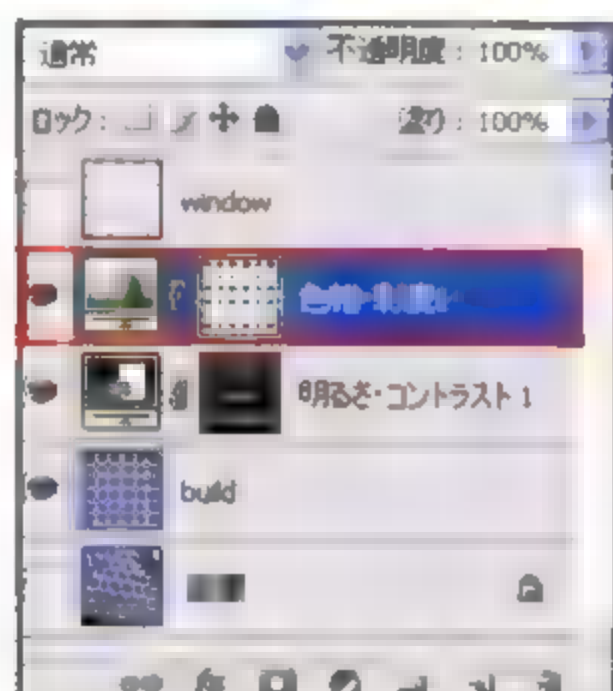 通常 不透明度: 100%
ロック: 塗り: 100%
window
明るさ・コントラスト 1
build